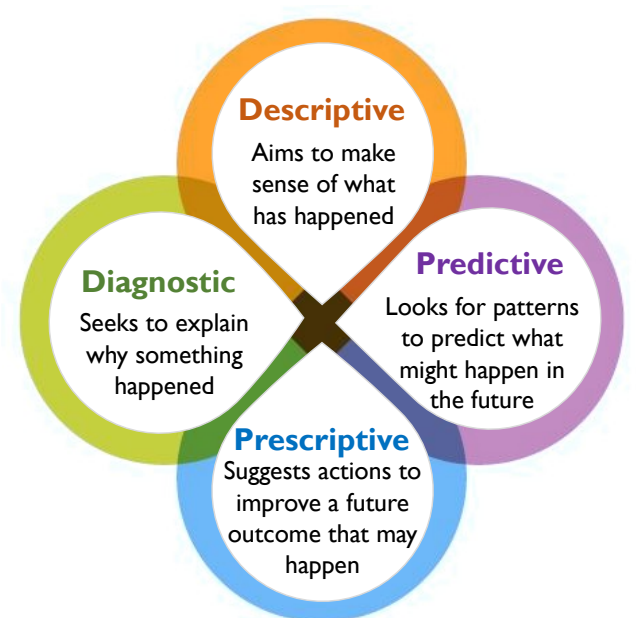 Descriptive
Aims to make
sense of what
has happened
Diagnostic
Seeks to explain
why something
happened
Predictive
Looks for patterns
to predict what
might happen in
the future
Prescriptive
Suggests actions to
improve a future
outcome that may
happen